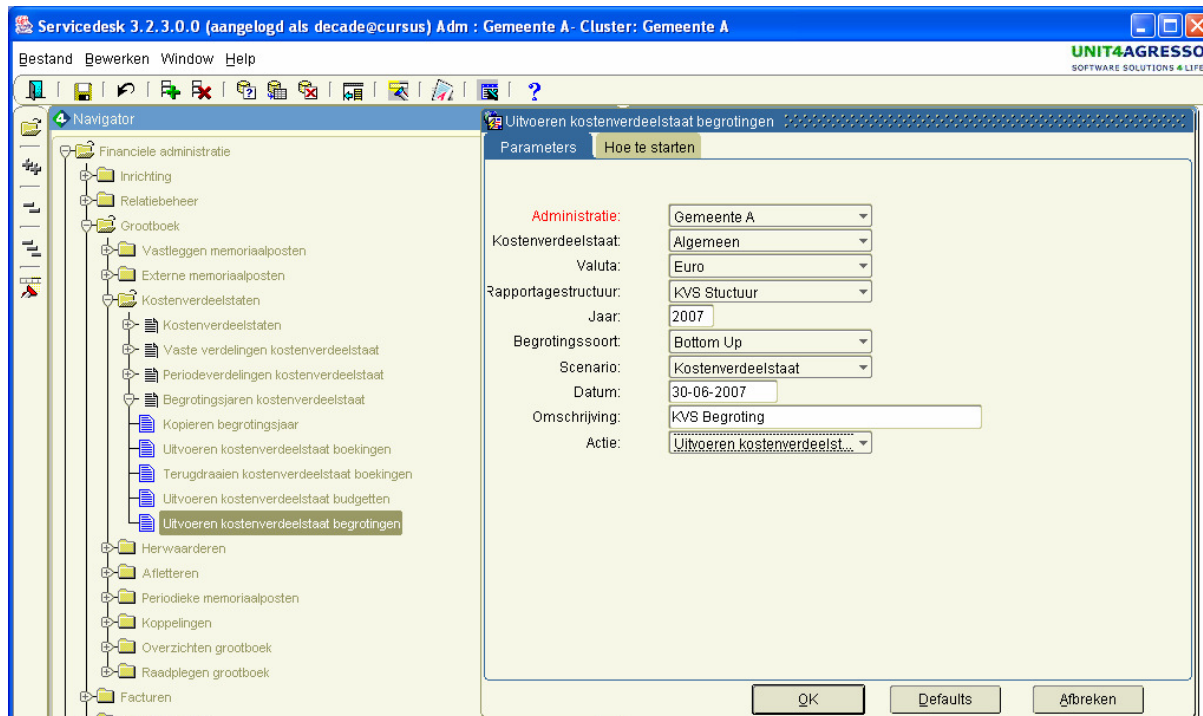 Servicedesk 3.2.3.0.0 (aangelogd als decade@cursus) Adm : Gemeente A- Cluster: Gemeente A
Bestand Bewerken Window Help
UNIT4AGRESSO
SOFTWARE SOLUTIONS 4 LIFE
Navigator
Financiele administratie
Inrichting
Relatiebeheer
Grootboek
Vastleggen memoriaalposten
Externe memoriaalposten
Kostenverdeelstaten
Kostenverdeelstaten
Vaste verdelingen kostenverdeelstaat
Periodeverdelingen kostenverdeelstaat
Begrotingsjaren kostenverdeelstaat
Kopieren begrotingsjaar
Uitvoeren kostenverdeelstaat boekingen
Terugdraaien kostenverdeelstaat boekingen
Uitvoeren kostenverdeelstaat budgetten
Uitvoeren kostenverdeelstaat begrotingen
Herwaarderen
Afletteren
Periodieke memoriaalposten
Koppelingen
Overzichten grootboek
Raadplegen grootboek
Facturen
Uitvoeren kostenverdeelstaat begrotingen
Parameters Hoe te starten
Administratie: Gemeente A
Kostenverdeelstaat: Algemeen
Valuta: Euro
Rapportagestructuur: KVS Stuctuur
Jaar: 2007
Begrotingssoort: Bottom Up
Scenario: Kostenverdeelstaat
Datum: 30-06-2007
Omschrijving: KVS Begroting
Actie: Uitvoeren kostenverdeelst...
OK Defaults Afbreken